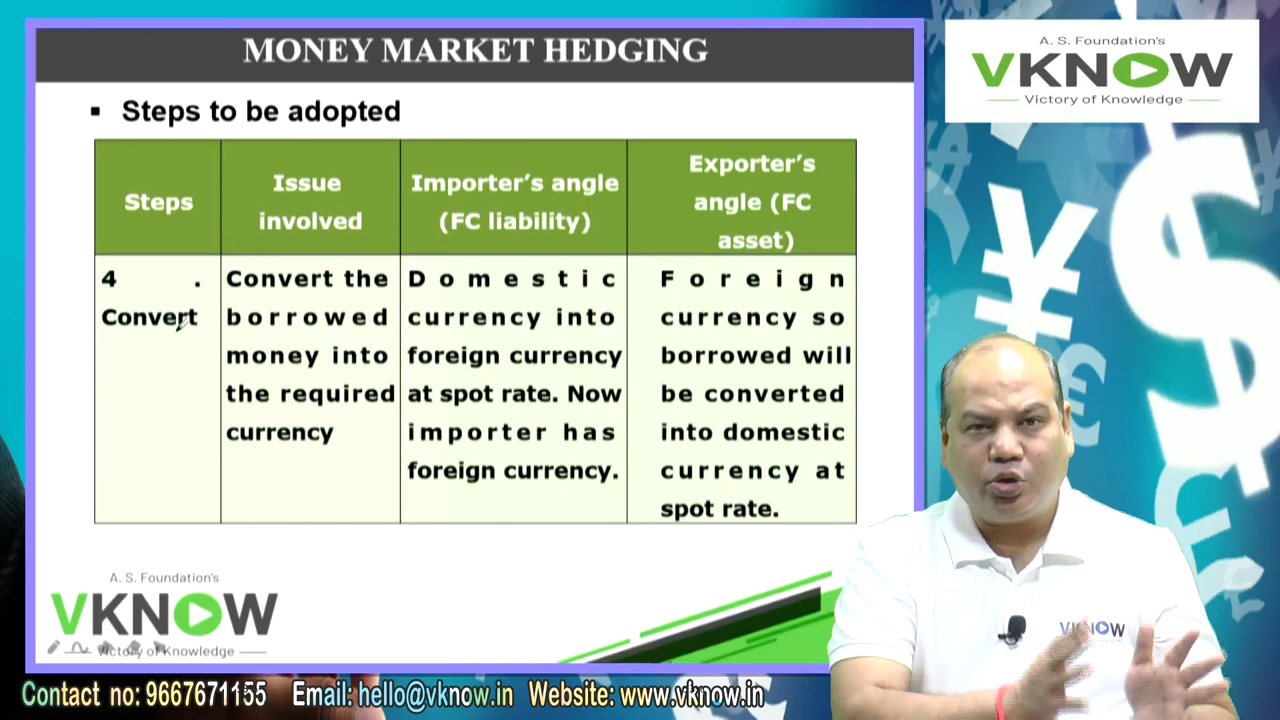 MONEY MARKET HEDGING
▪ Steps to be adopted
Steps
Issue
involved
Importer's angle
(FC liability)
Exporter's
angle (FC
asset)
4 .
Convert
Convert the
borrowed
money into
the required
currency
Domestic
currency into
foreign currency
at spot rate. Now
importer has
foreign currency.
Foreign
currency so
borrowed will
be converted
into domestic
currency at
spot rate.
A. S. Foundation's
VKNOW
Victory of Knowledge
A. S. Foundation's
VKNOW
Victory of Knowledge
VKNOW
Contact no: 9667671155 Email: hello@vknow.in Website: www.vknow.in